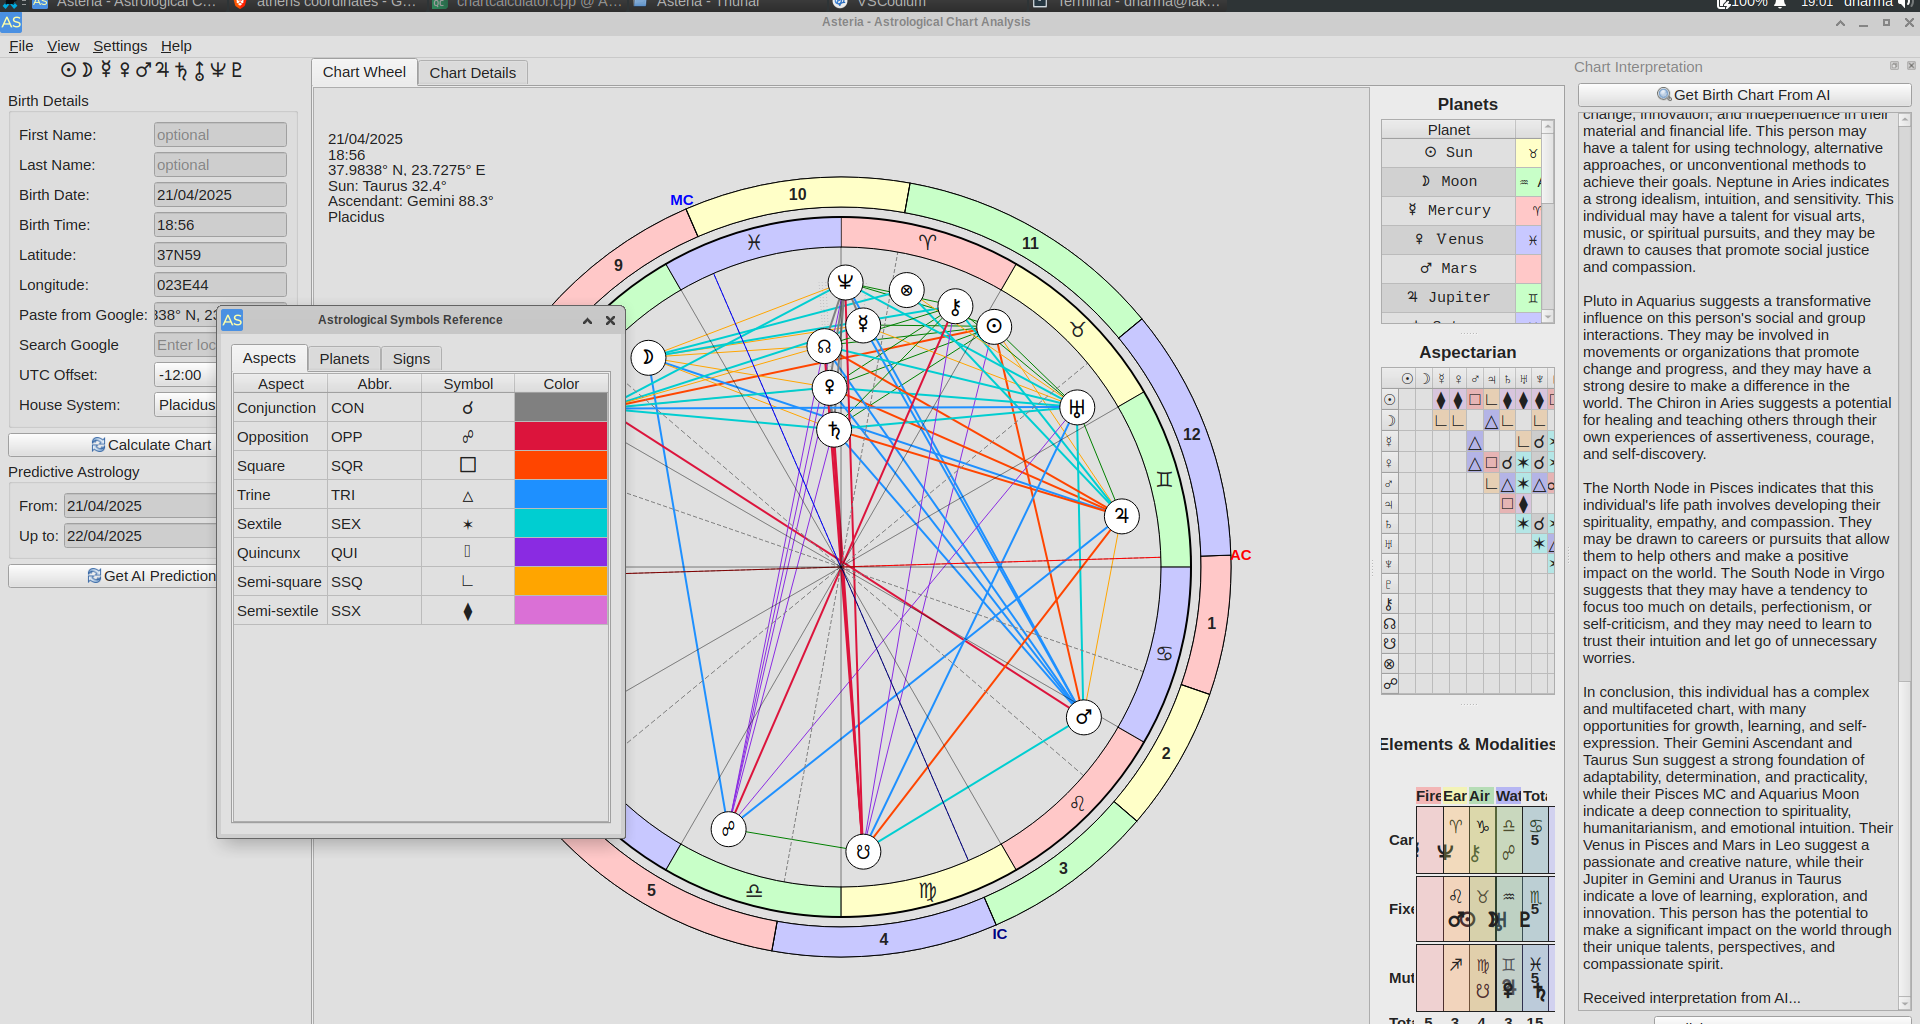 Asteria - Astrological C...
athens coordinates - G...
chartcalculator.cpp @ A...
Asteria - Thunar
VSCodium
Terminal - dharma@lak...
100%
19:01
dharma
AS
Asteria - Astrological Chart Analysis
File View Settings Help
☉☽☿♀♂♃♄⚷♆♇
Birth Details
First Name: optional
Last Name: optional
Birth Date: 21/04/2025
Birth Time: 18:56
Latitude: 37N59
Longitude: 023E44
Paste from Google: 338° N, 23
Search Google Enter loc
UTC Offset: -12:00
House System: Placidus
Calculate Chart
Predictive Astrology
From: 21/04/2025
Up to: 22/04/2025
Get AI Prediction
Chart Wheel Chart Details
21/04/2025
18:56
37.9838° N, 23.7275° E
Sun: Taurus 32.4°
Ascendant: Gemini 88.3°
Placidus
MC
10
11
9
12
AC
1
2
3
IC
4
5
AS Astrological Symbols Reference
Aspects Planets Signs
Aspect Abbr. Symbol Color
Conjunction CON ☌
Opposition OPP ☍
Square SQR □
Trine TRI △
Sextile SEX ✶
Quincunx QUI
Semi-square SSQ ∟
Semi-sextile SSX ⧫
Planets
Planet
☉ Sun ♉
☽ Moon ♒
☿ Mercury ♈
♀ Venus ♓
♂ Mars
♃ Jupiter ♊
Aspectarian
Elements & Modalities
Fire Ear Air Wat Tot
Car 5
Fixe 5
Mut 5
Tot 5 3 4 3 15
Chart Interpretation
Get Birth Chart From AI
change, innovation, and independence in their
material and financial life. This person may
have a talent for using technology, alternative
approaches, or unconventional methods to
achieve their goals. Neptune in Aries indicates
a strong idealism, intuition, and sensitivity. This
individual may have a talent for visual arts,
music, or spiritual pursuits, and they may be
drawn to causes that promote social justice
and compassion.
Pluto in Aquarius suggests a transformative
influence on this person's social and group
interactions. They may be involved in
movements or organizations that promote
change and progress, and they may have a
strong desire to make a difference in the
world. The Chiron in Aries suggests a potential
for healing and teaching others through their
own experiences of assertiveness, courage,
and self-discovery.
The North Node in Pisces indicates that this
individual's life path involves developing their
spirituality, empathy, and compassion. They
may be drawn to careers or pursuits that allow
them to help others and make a positive
impact on the world. The South Node in Virgo
suggests that they may have a tendency to
focus too much on details, perfectionism, or
self-criticism, and they may need to learn to
trust their intuition and let go of unnecessary
worries.
In conclusion, this individual has a complex
and multifaceted chart, with many
opportunities for growth, learning, and self-
expression. Their Gemini Ascendant and
Taurus Sun suggest a strong foundation of
adaptability, determination, and practicality,
while their Pisces MC and Aquarius Moon
indicate a deep connection to spirituality,
humanitarianism, and emotional intuition. Their
Venus in Pisces and Mars in Leo suggest a
passionate and creative nature, while their
Jupiter in Gemini and Uranus in Taurus
indicate a love of learning, exploration, and
innovation. This person has the potential to
make a significant impact on the world through
their unique talents, perspectives, and
compassionate spirit.
Received interpretation from AI...